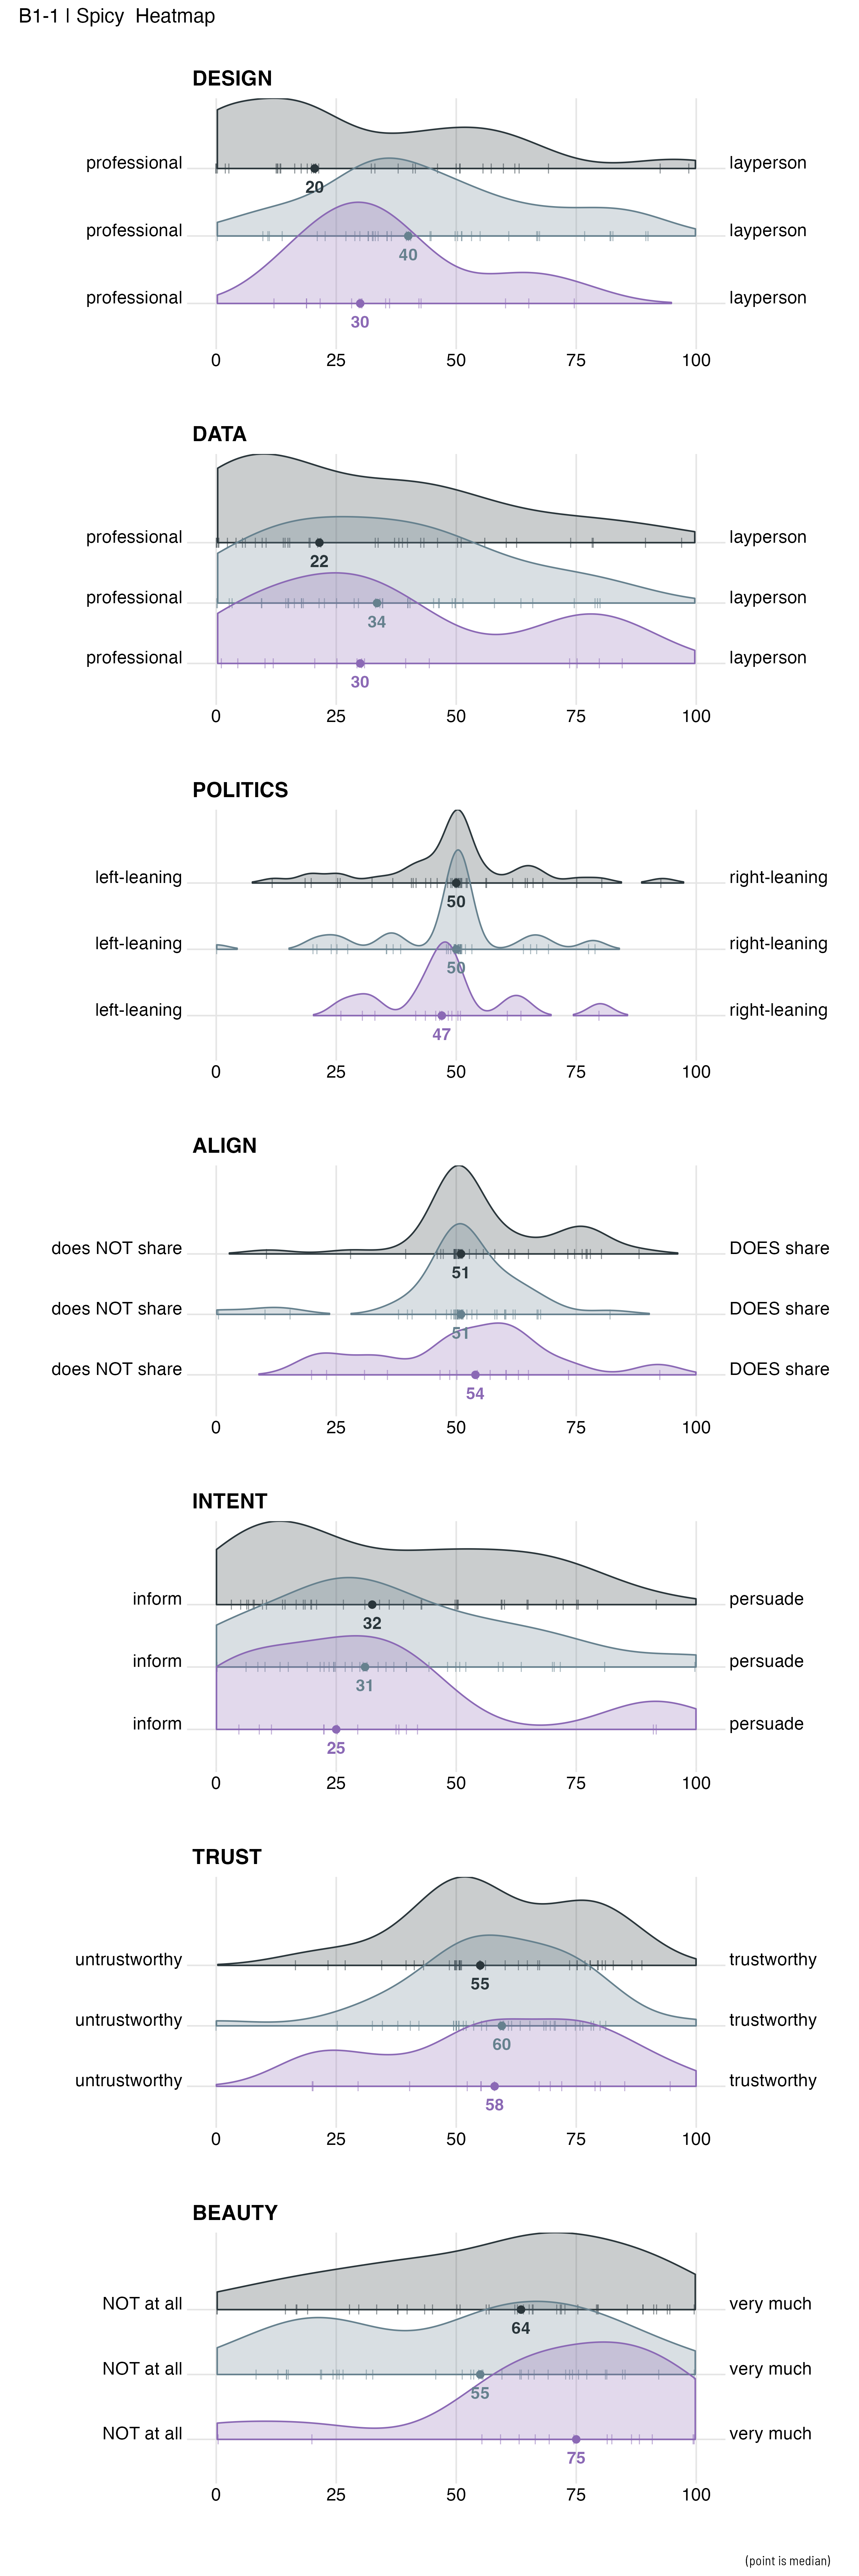 B1-1 | Spicy  Heatmap
DESIGN
professional layperson
20
professional layperson
40
professional layperson
30
0 25 50 75 100
DATA
professional layperson
22
professional layperson
34
professional layperson
30
0 25 50 75 100
POLITICS
left-leaning right-leaning
50
left-leaning right-leaning
50
left-leaning right-leaning
47
0 25 50 75 100
ALIGN
does NOT share DOES share
51
does NOT share DOES share
51
does NOT share DOES share
54
0 25 50 75 100
INTENT
inform persuade
32
inform persuade
31
inform persuade
25
0 25 50 75 100
TRUST
untrustworthy trustworthy
55
untrustworthy trustworthy
60
untrustworthy trustworthy
58
0 25 50 75 100
BEAUTY
NOT at all very much
64
NOT at all very much
55
NOT at all very much
75
0 25 50 75 100
(point is median)